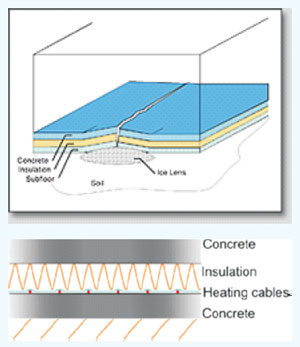 Concrete
Insulation
Subfloor
Soil
Ice Lens
Concrete
Insulation
Heating cables
Concrete